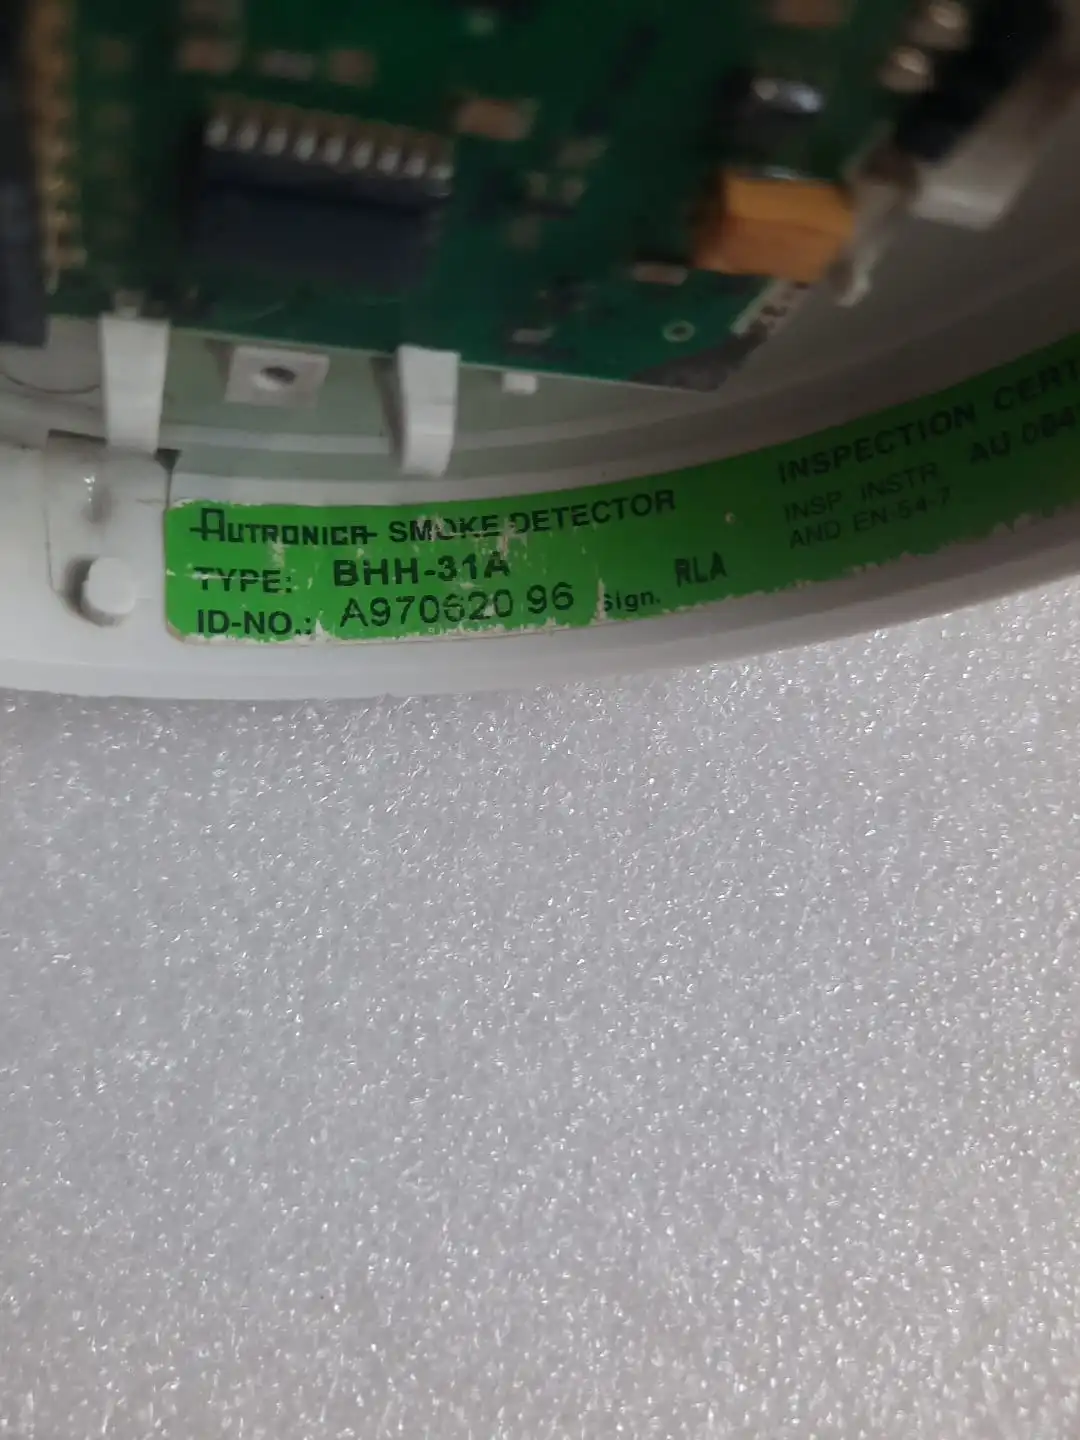 AUTRONICA SMOKE DETECTOR
TYPE: BHH-31A
ID-NO.: A970620 96 Sign. RLA
INSPECTION CERT
INSP INSTR AU
AND EN-54-7